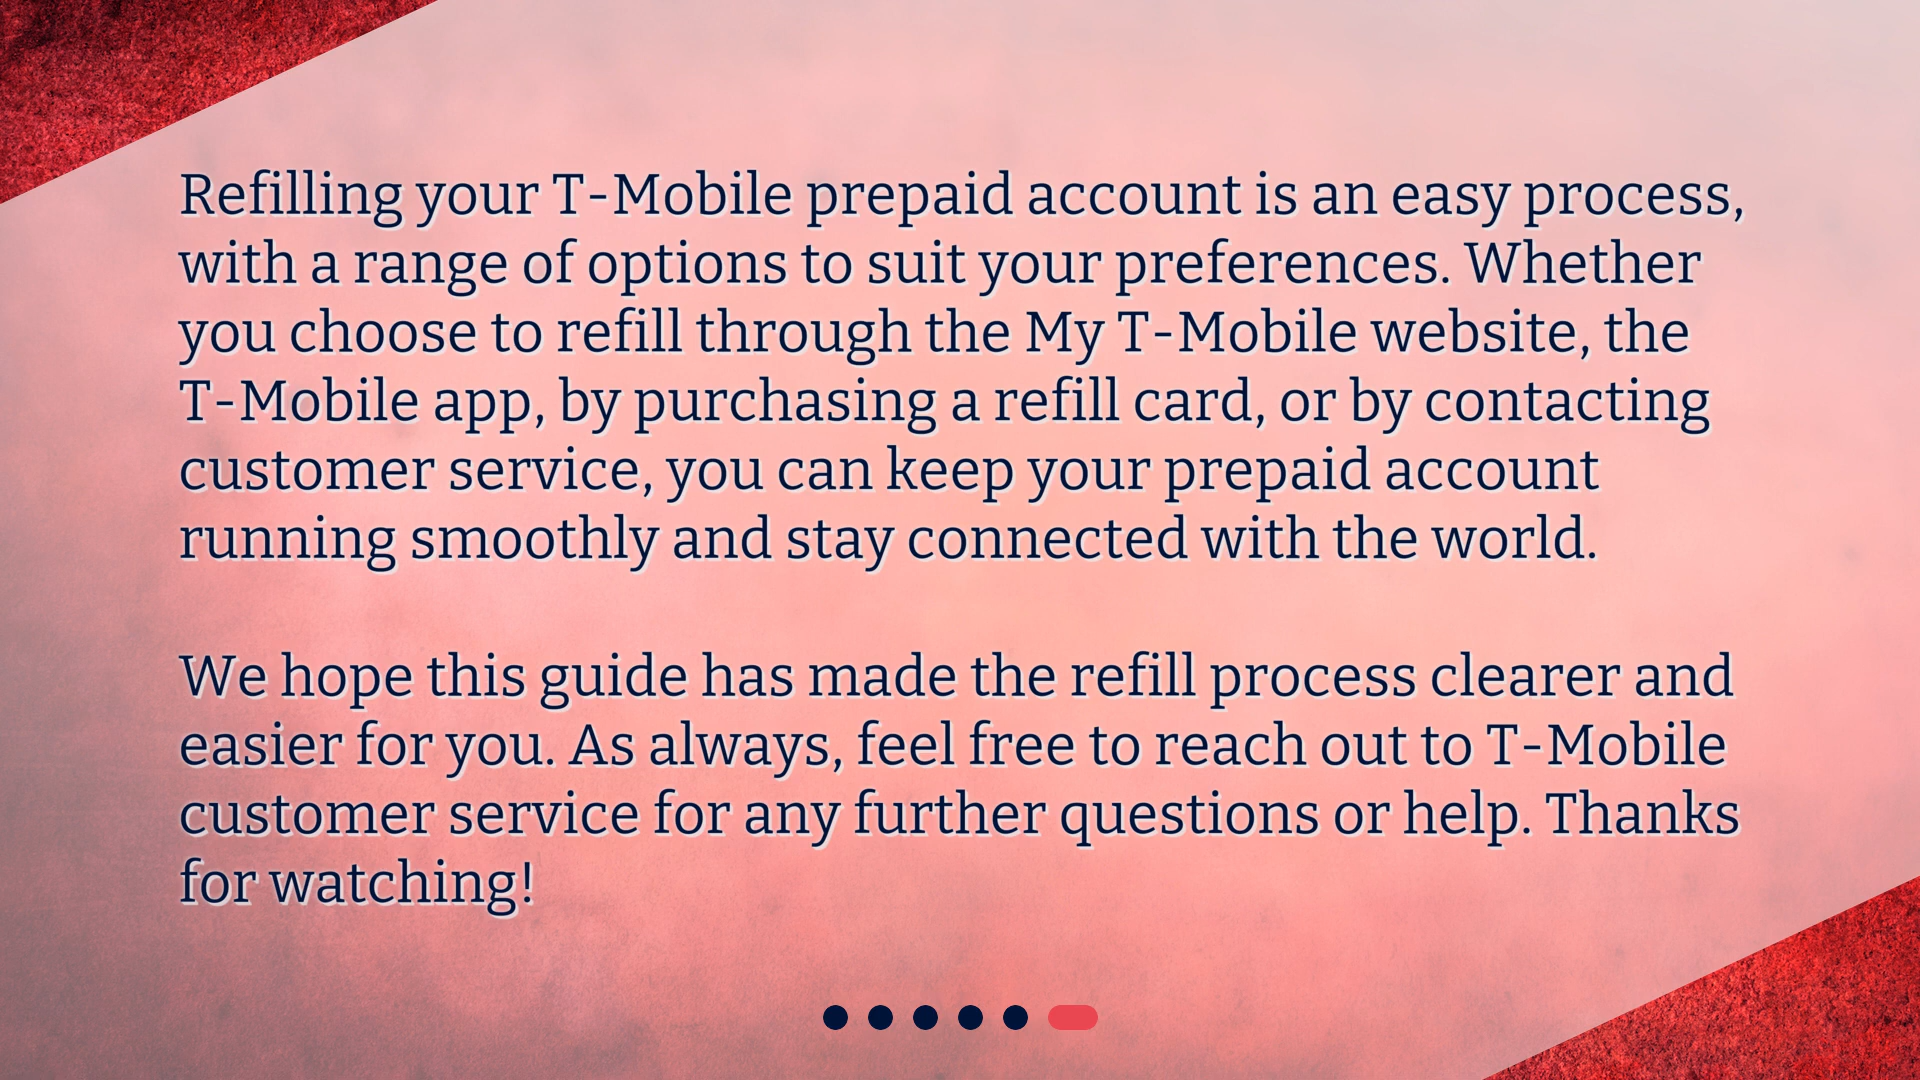 Refilling your T-Mobile prepaid account is an easy process,
with a range of options to suit your preferences. Whether
you choose to refill through the My T-Mobile website, the
T-Mobile app, by purchasing a refill card, or by contacting
customer service, you can keep your prepaid account
running smoothly and stay connected with the world.
We hope this guide has made the refill process clearer and
easier for you. As always, feel free to reach out to T-Mobile
customer service for any further questions or help. Thanks
for watching!